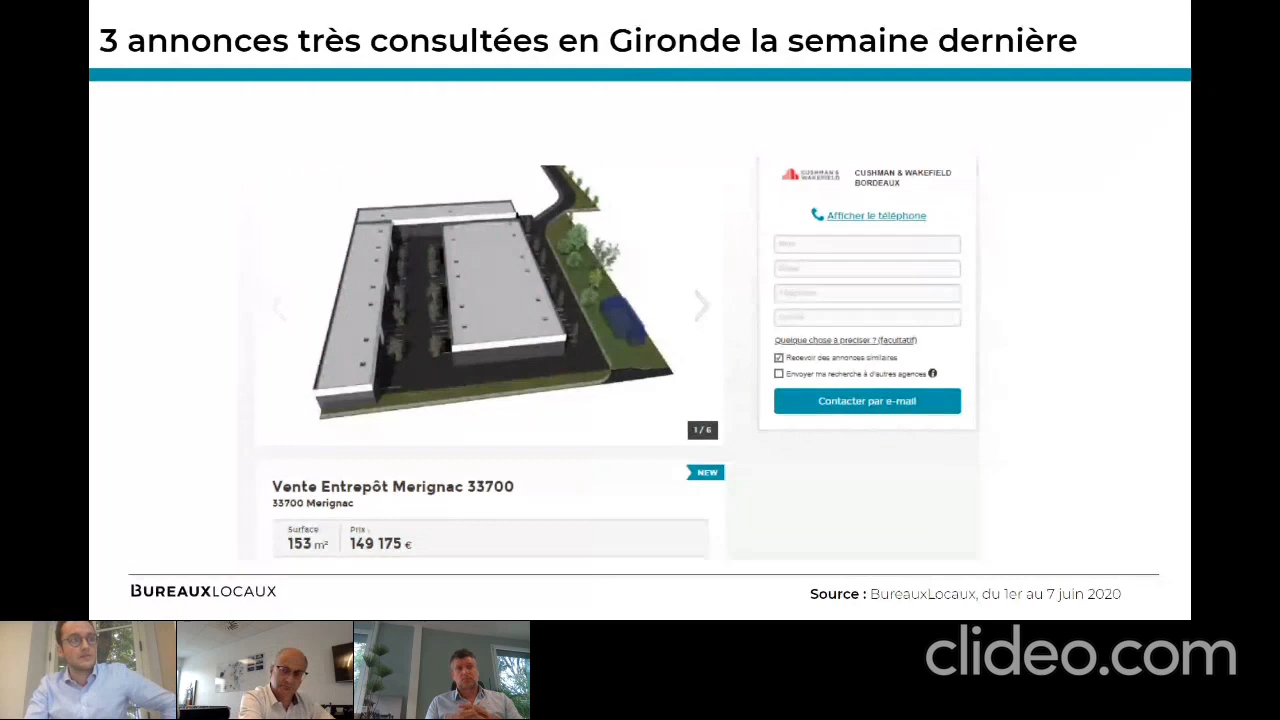 3 annonces très consultées en Gironde la semaine dernière
CUSHMAN & WAKEFIELD
CUSHMAN & WAKEFIELD BORDEAUX
Afficher le téléphone
Quelque chose à préciser ? (facultatif)
Recevoir des annonces similaires
Envoyer ma recherche à d'autres agences
Contacter par e-mail
1 / 6
NEW
Vente Entrepôt Merignac 33700
33700 Merignac
Surface
Prix :
153 m²
149 175 €
BUREAUXLOCAUX
Source : BureauxLocaux, du 1er au 7 juin 2020
clideo.com